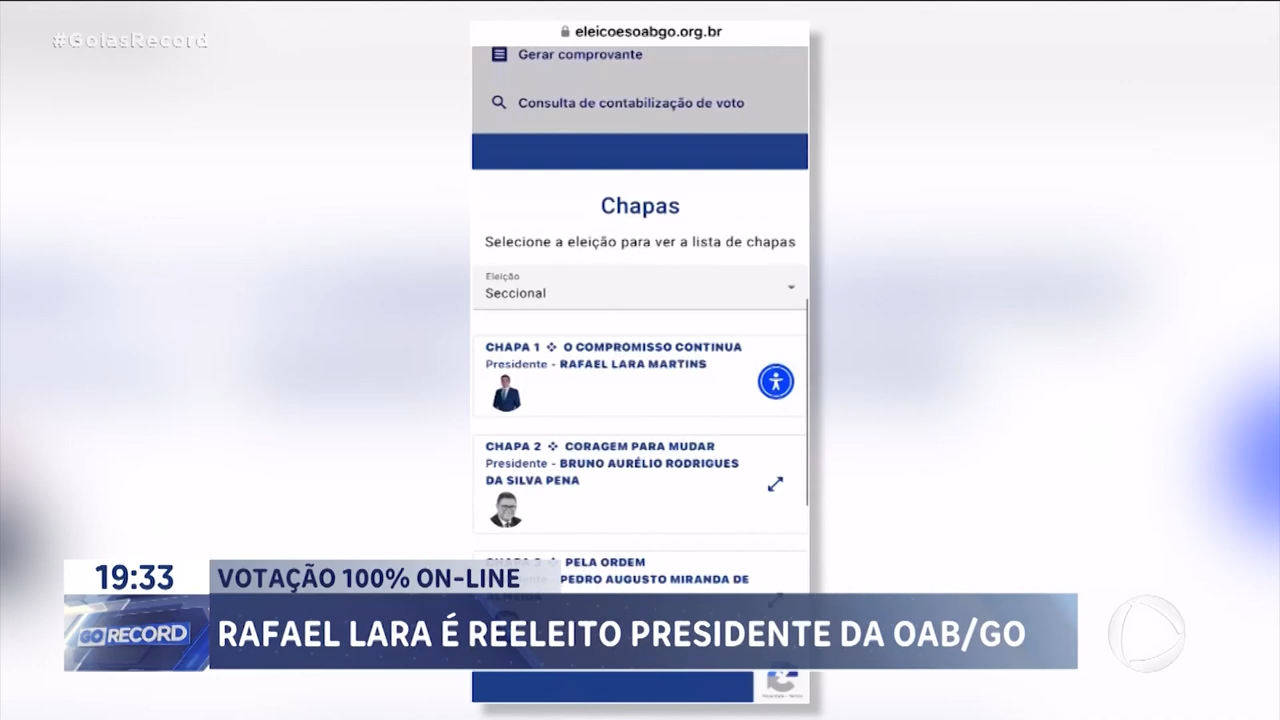 #GoiasRecord
eleicoesoabgo.org.br
Gerar comprovante
Consulta de contabilização de voto
Chapas
Selecione a eleição para ver a lista de chapas
Eleição
Seccional
CHAPA 1 ❖ O COMPROMISSO CONTINUA
Presidente - RAFAEL LARA MARTINS
CHAPA 2 ❖ CORAGEM PARA MUDAR
Presidente - BRUNO AURÉLIO RODRIGUES
DA SILVA PENA
CHAPA 3 ❖ PELA ORDEM
PEDRO AUGUSTO MIRANDA DE
ALMEIDA
19:33
VOTAÇÃO 100% ON-LINE
GO RECORD
RAFAEL LARA É REELEITO PRESIDENTE DA OAB/GO